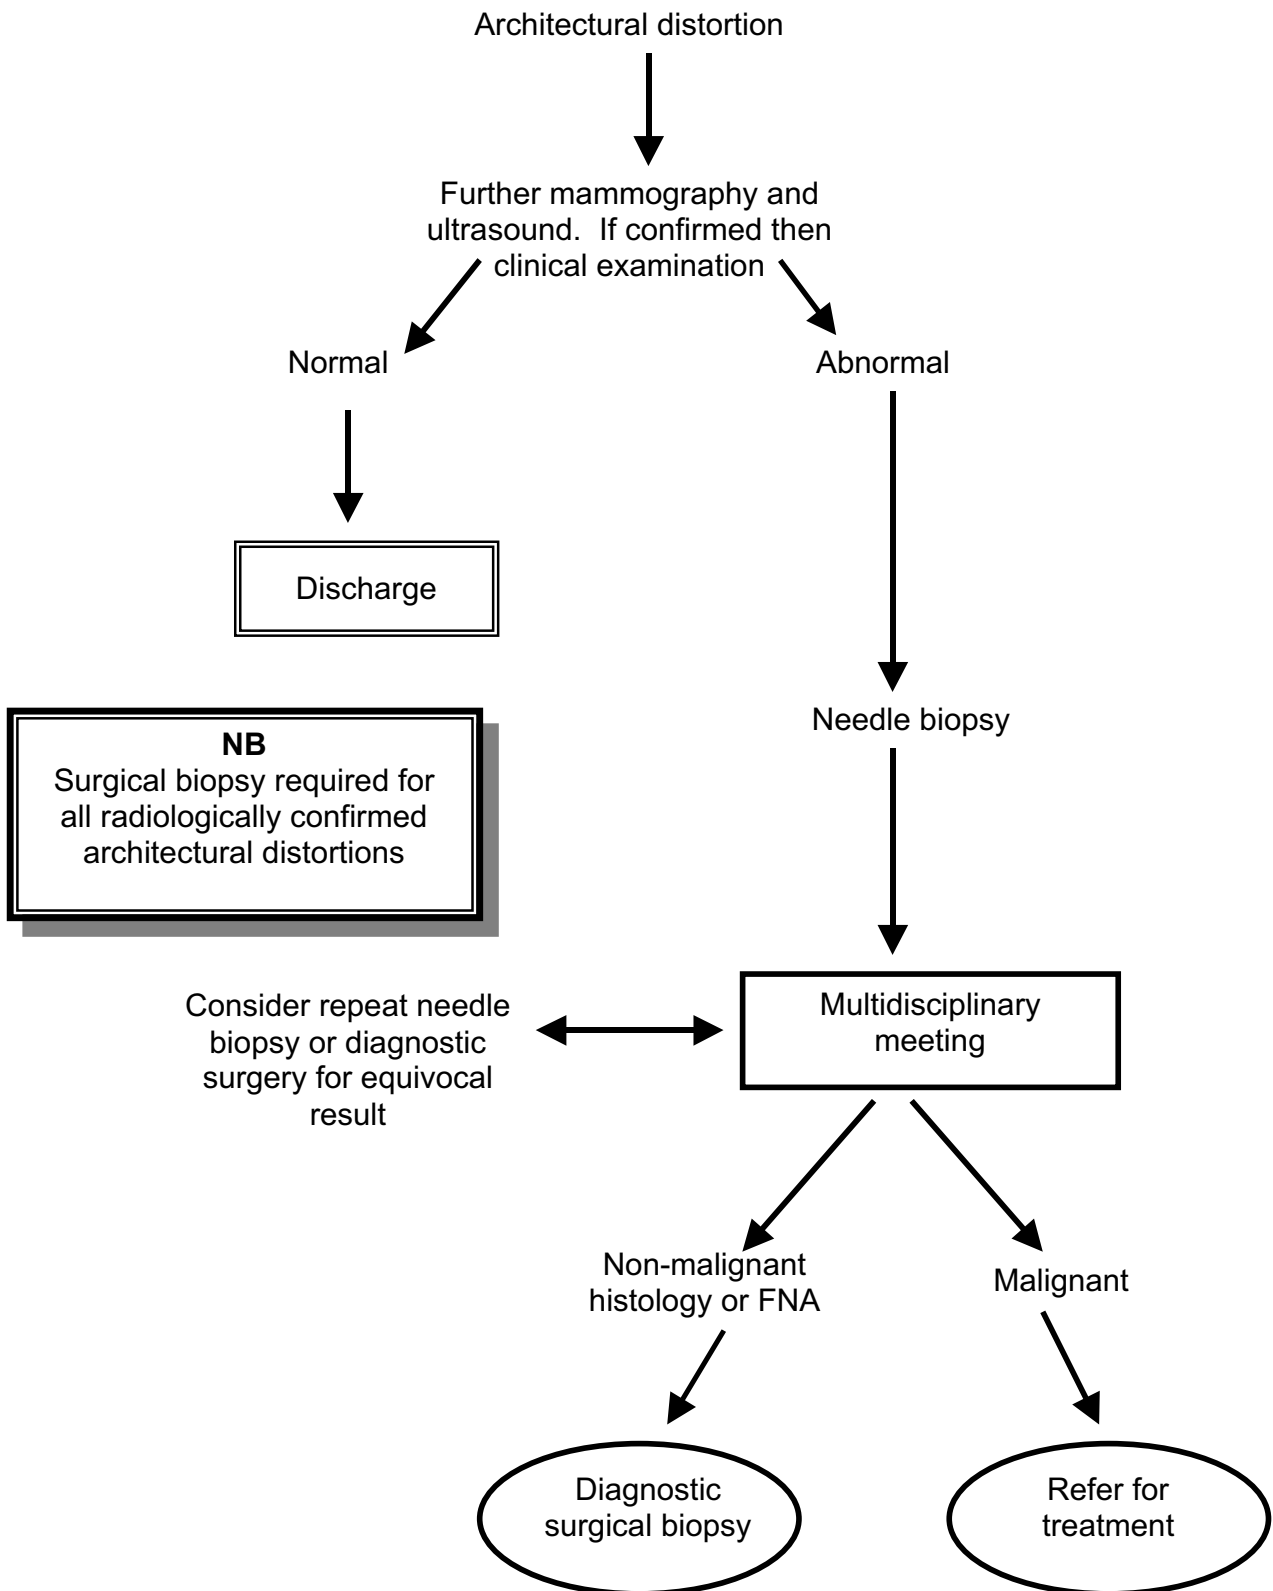 Architectural distortion
Further mammography and
ultrasound.  If confirmed then
clinical examination
Normal
Abnormal
Discharge
NB
Surgical biopsy required for
all radiologically confirmed
architectural distortions
Needle biopsy
Consider repeat needle
biopsy or diagnostic
surgery for equivocal
result
Multidisciplinary
meeting
Non-malignant
histology or FNA
Malignant
Diagnostic
surgical biopsy
Refer for
treatment